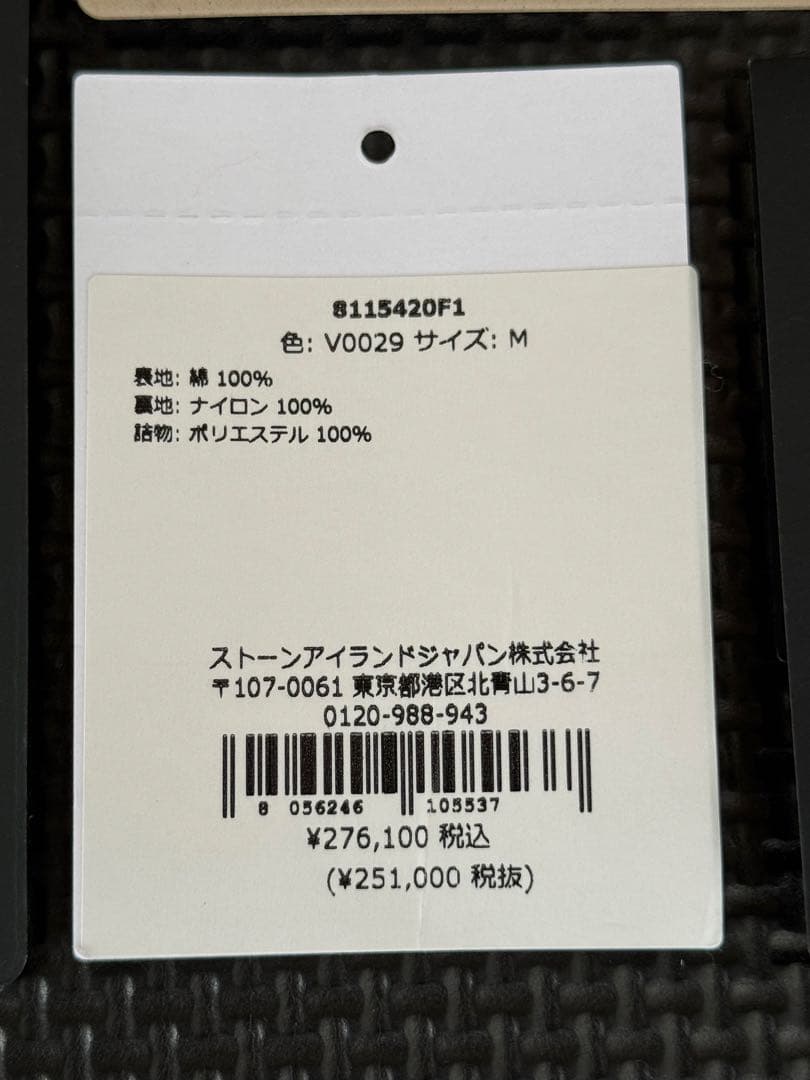 8115420F1
色: V0029 サイズ: M
表地: 綿 100%
裏地: ナイロン 100%
詰物: ポリエステル 100%
ストーンアイランドジャパン株式会社
〒107-0061 東京都港区北青山3-6-7
0120-988-943
8 056246 105537
¥276,100 税込
(¥251,000 税抜)